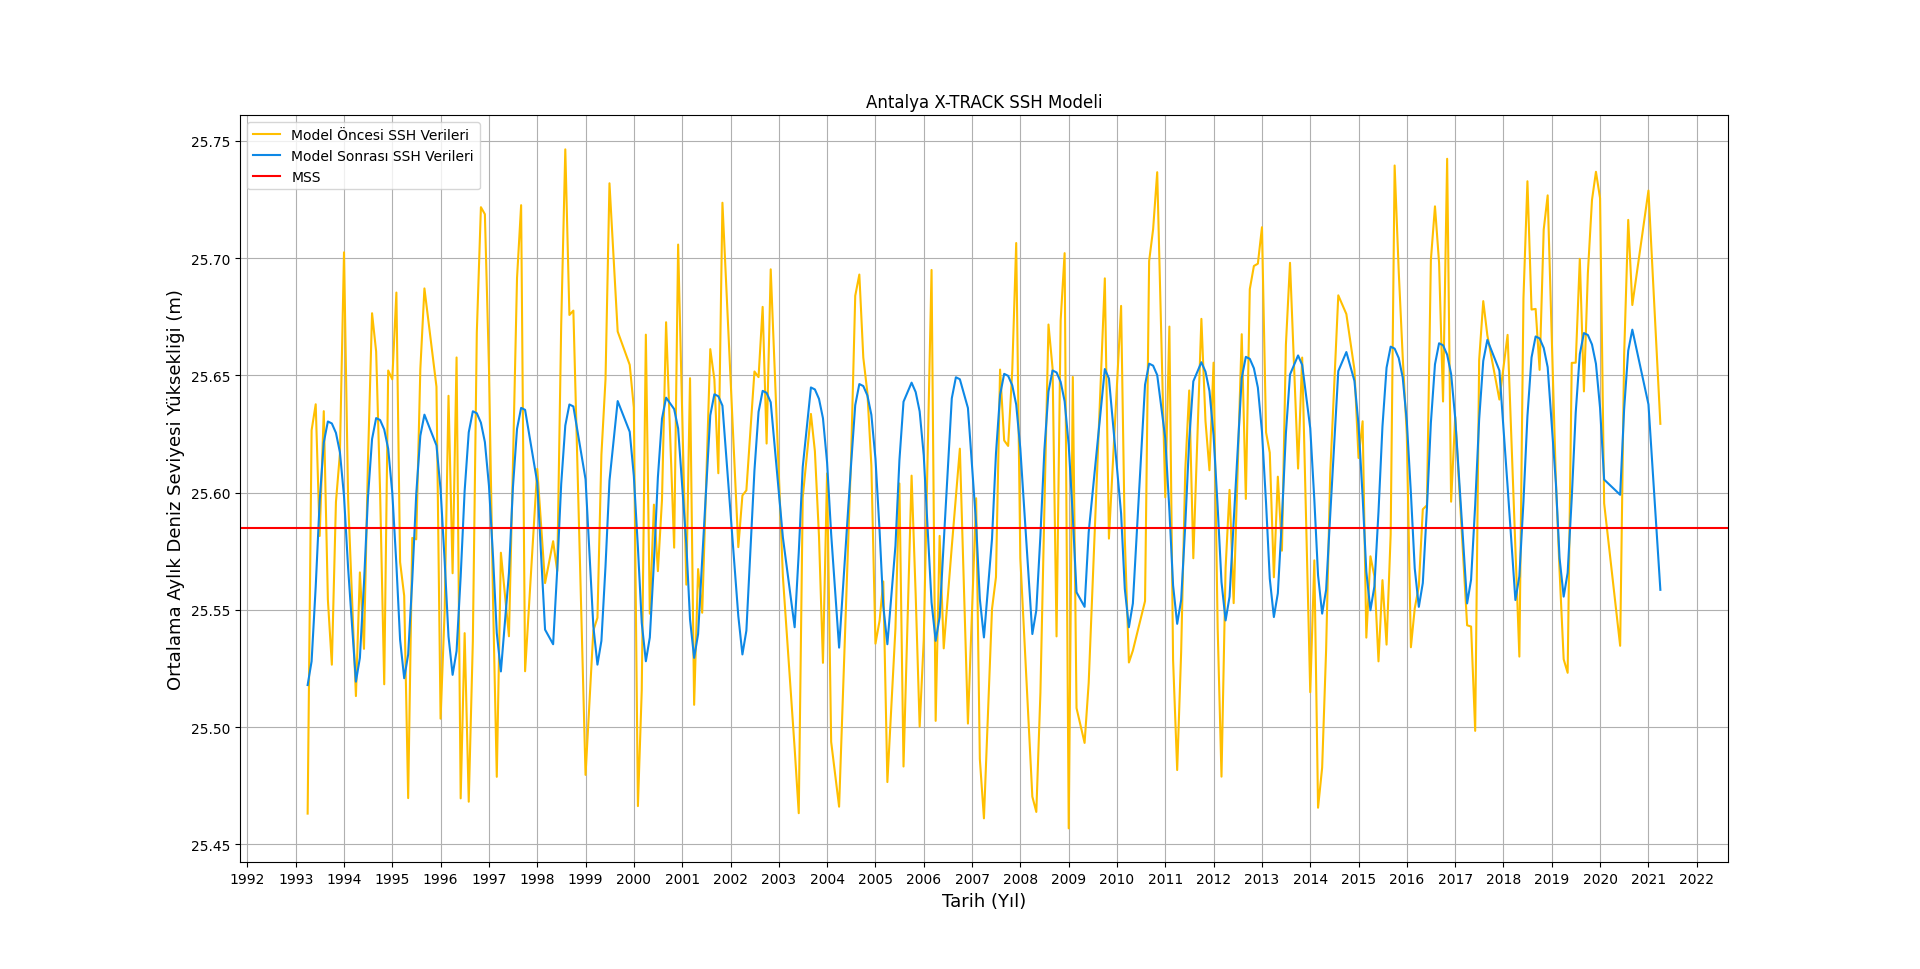 Antalya X-TRACK SSH Modeli
Model Öncesi SSH Verileri
Model Sonrası SSH Verileri
MSS
Ortalama Aylık Deniz Seviyesi Yüksekliği (m)
25.75
25.70
25.65
25.60
25.55
25.50
25.45
1992 1993 1994 1995 1996 1997 1998 1999 2000 2001 2002 2003 2004 2005 2006 2007 2008 2009 2010 2011 2012 2013 2014 2015 2016 2017 2018 2019 2020 2021 2022
Tarih (Yıl)